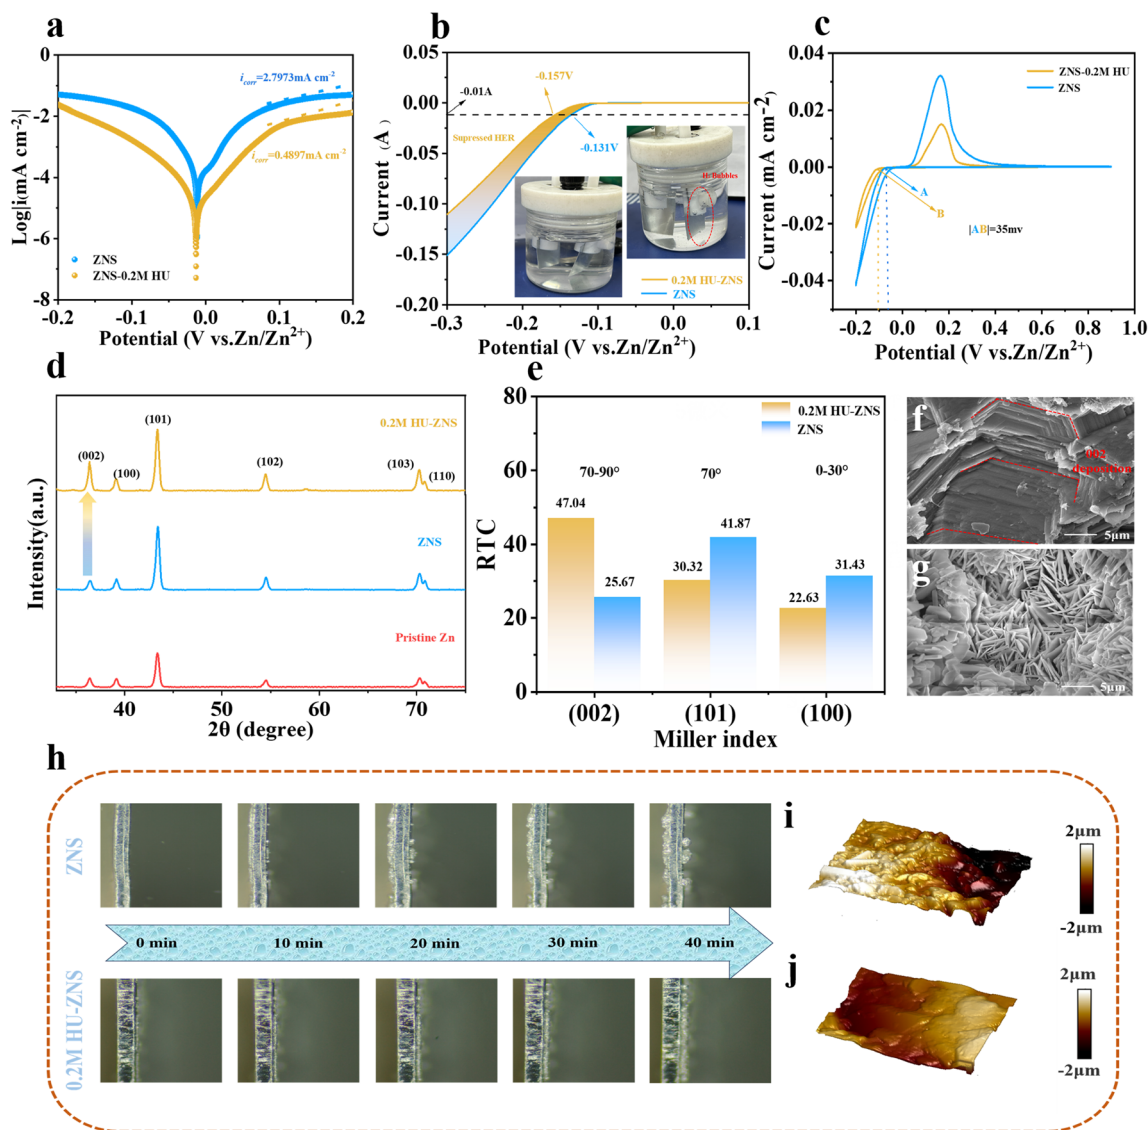 a
0
-2
-4
-6
-8
Log|i(mA cm-2)|
icorr=2.7973mA cm-2
icorr=0.4897mA cm-2
ZNS
ZNS-0.2M HU
-0.2
0.0
0.2
Potential (V vs.Zn/Zn2+)
b
0.05
0.00
-0.05
-0.10
-0.15
-0.20
Current (A)
-0.157V
-0.01A
Supressed HER
-0.131V
H2 Bubbles
0.2M HU-ZNS
ZNS
-0.3
-0.2
-0.1
0.0
0.1
Potential (V vs.Zn/Zn2+)
c
0.04
0.02
0.00
-0.02
-0.04
Current(mA cm-2)
ZNS-0.2M HU
ZNS
A
B
|AB|=35mv
-0.2
0.0
0.2
0.4
0.6
0.8
1.0
Potential (V vs.Zn/Zn2+)
d
Intensity(a.u.)
(002)
(100)
(101)
(102)
(103)
(110)
0.2M HU-ZNS
ZNS
Pristine Zn
40
50
60
70
2θ (degree)
e
80
60
40
20
0
RTC
0.2M HU-ZNS
ZNS
70-90°
70°
0-30°
47.04
25.67
30.32
41.87
22.63
31.43
(002)
(101)
(100)
Miller index
f
002
deposition
5μm
g
5μm
h
ZNS
0 min
10 min
20 min
30 min
40 min
0.2M HU-ZNS
i
2μm
-2μm
j
2μm
-2μm